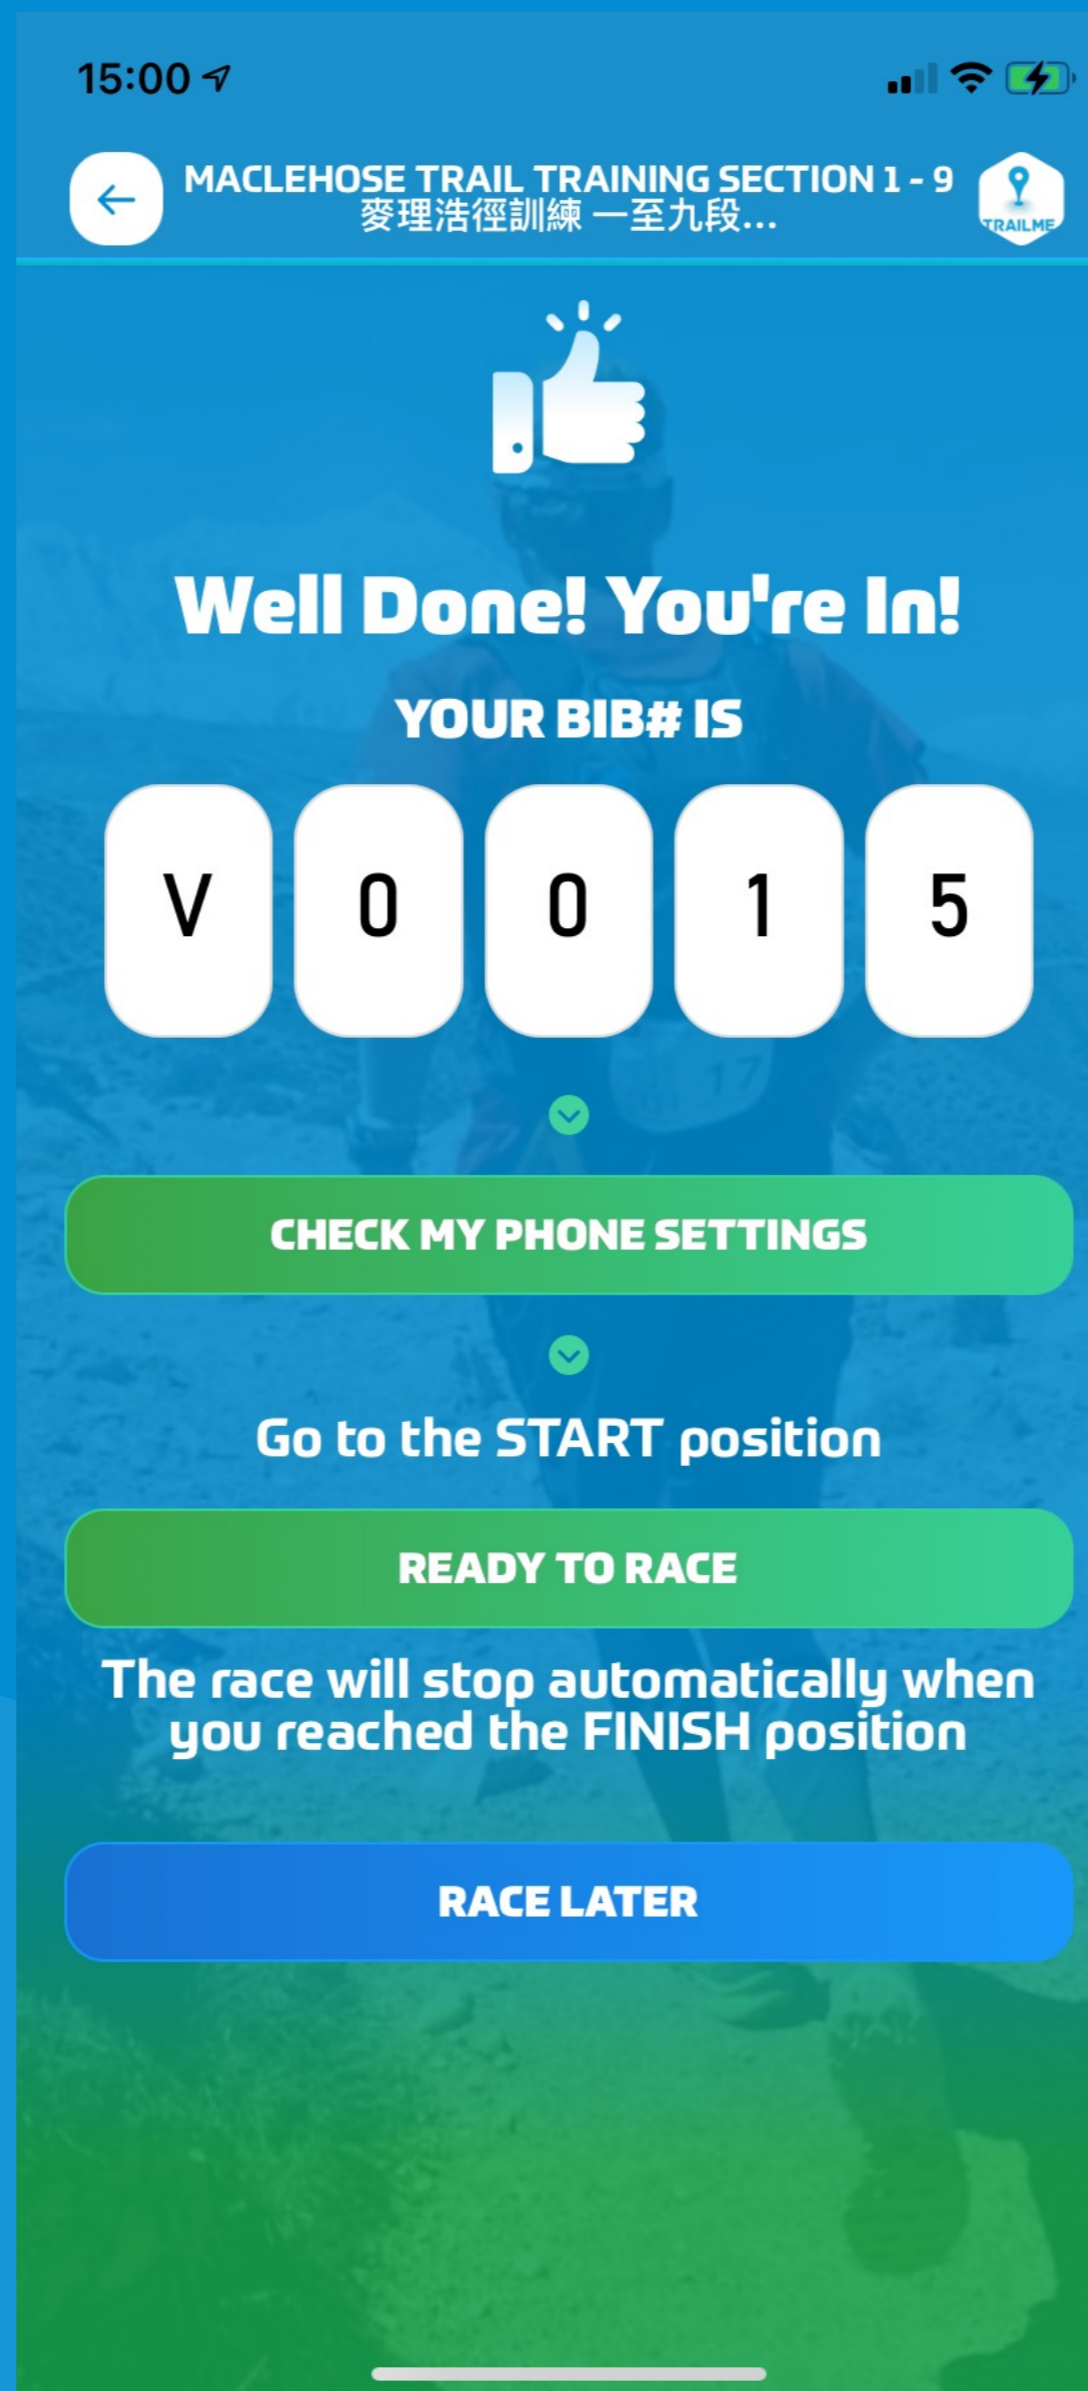 15:00
MACLEHOSE TRAIL TRAINING SECTION 1 - 9
麥理浩徑訓練 一至九段...
TRAILME
Well Done! You're In!
YOUR BIB# IS
V 0 0 1 5
17
CHECK MY PHONE SETTINGS
Go to the START position
READY TO RACE
The race will stop automatically when
you reached the FINISH position
RACE LATER